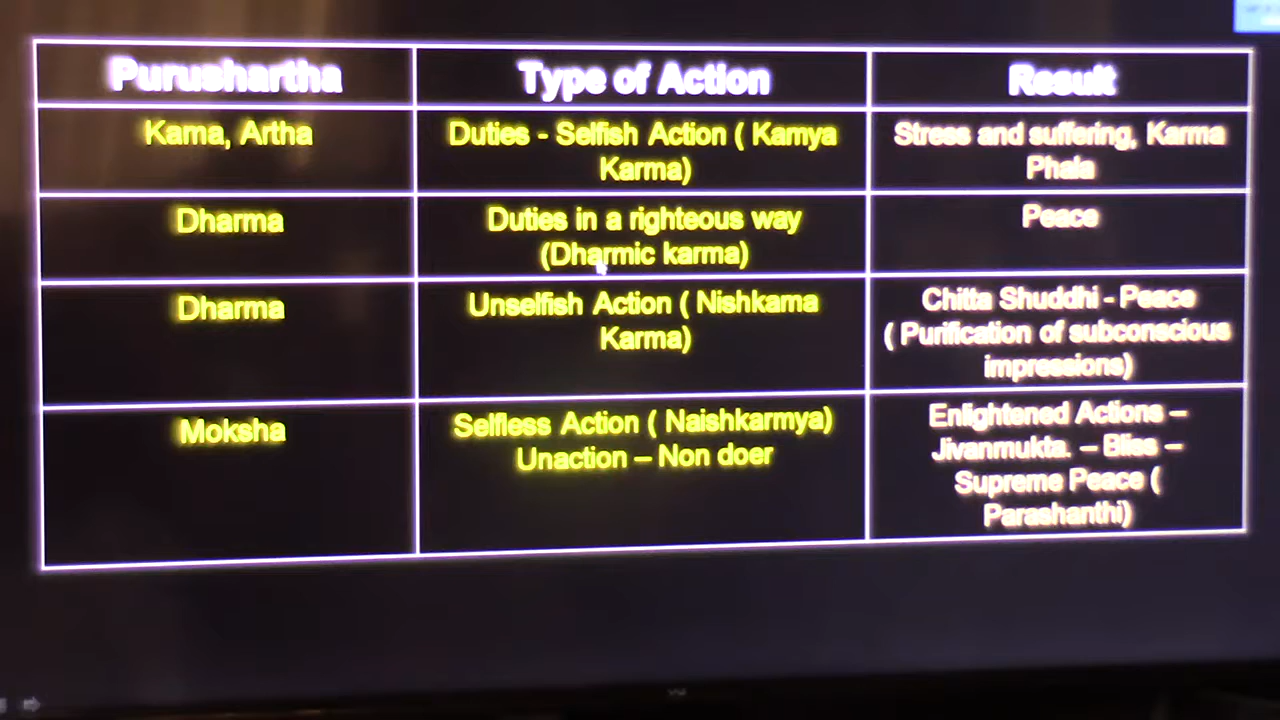 Purushartha
Type of Action
Result
Kama, Artha
Duties - Selfish Action ( Kamya
Karma)
Stress and suffering, Karma
Phala
Dharma
Duties in a righteous way
(Dharmic karma)
Peace
Dharma
Unselfish Action ( Nishkama
Karma)
Chitta Shuddhi - Peace
( Purification of subconscious
impressions)
Moksha
Selfless Action ( Naishkarmya)
Unaction – Non doer
Enlightened Actions –
Jivanmukta. – Bliss –
Supreme Peace (
Parashanthi)